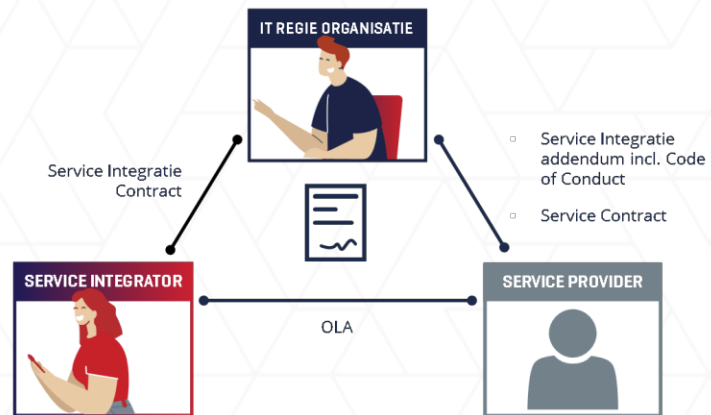 IT REGIE ORGANISATIE
Service Integratie
Contract
Service Integratie
addendum incl. Code
of Conduct
Service Contract
SERVICE INTEGRATOR
SERVICE PROVIDER
OLA